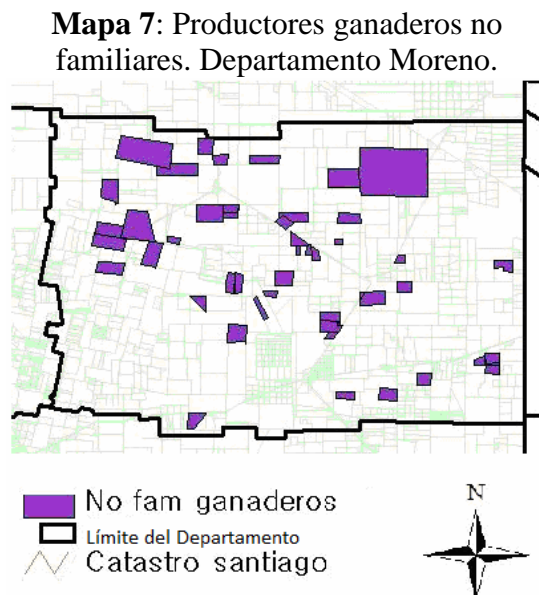 Mapa 7: Productores ganaderos no
familiares. Departamento Moreno.
No fam ganaderos
Límite del Departamento
Catastro santiago
N